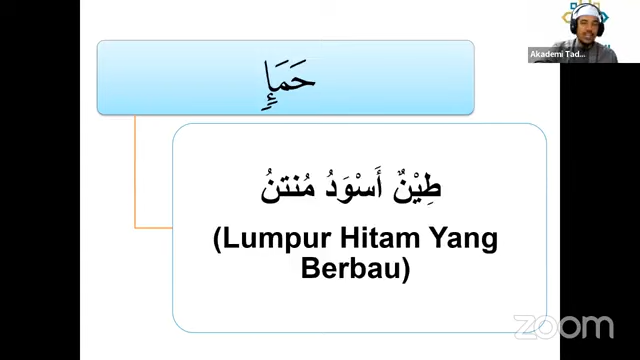 Akademi Tad...
حَمَإٍ
طِيْنٌ أَسْوَدُ مُنتنُ
(Lumpur Hitam Yang
Berbau)
zoom